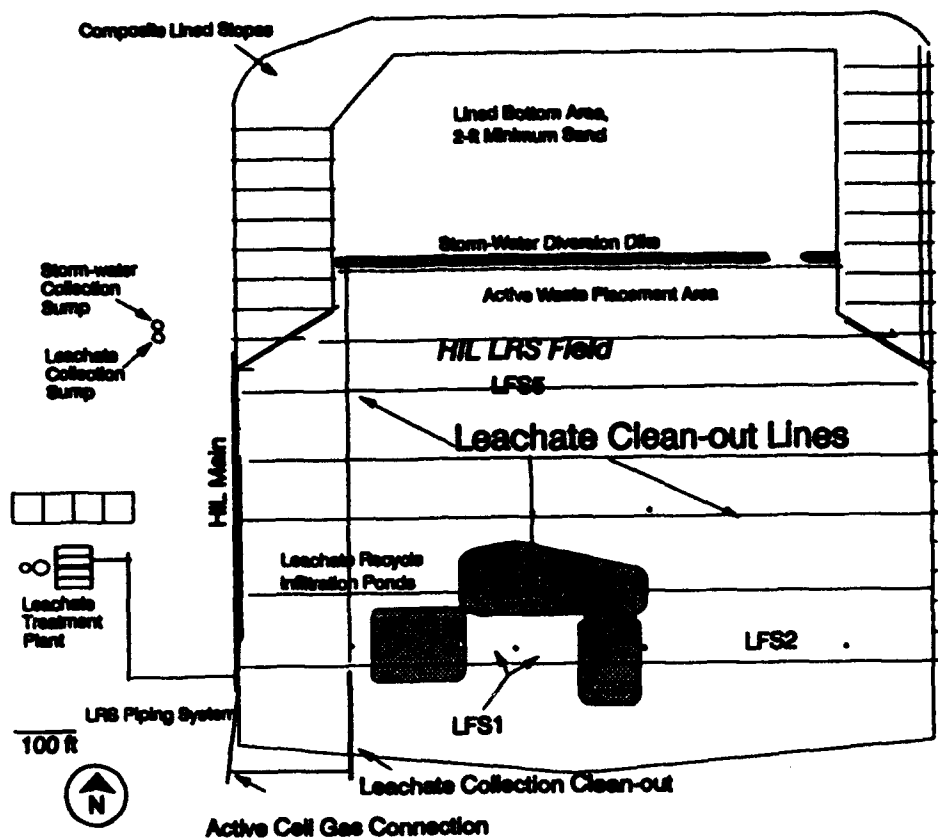 Composite Lined Slopes
Lined Bottom Area,
2-ft Minimum Sand
Storm-Water Diversion Dike
Storm-water
Collection
Sump
Active Waste Placement Area
HIL LRS Field
Leachate
Collection
Sump
LFS5
Leachate Clean-out Lines
HIL Main
Leachate Recycle
Infiltration Ponds
Leachate
Treatment
Plant
LFS2
LFS1
LRS Piping System
100 ft
Leachate Collection Clean-out
N
Active Cell Gas Connection